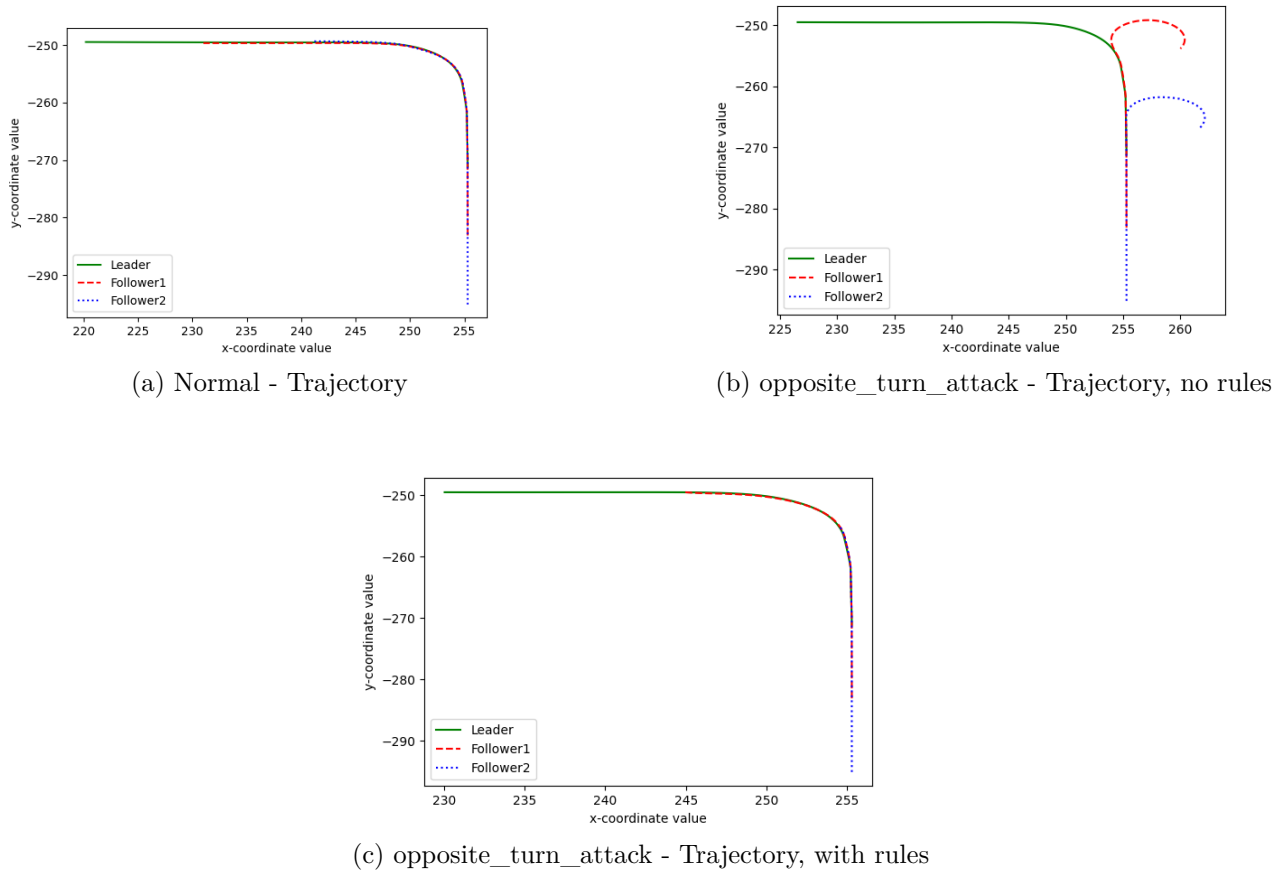 −250
−260
−270
−280
−290
y-coordinate value
Leader
Follower1
Follower2
220 225 230 235 240 245 250 255
x-coordinate value
(a) Normal - Trajectory
−250
−260
−270
−280
−290
y-coordinate value
Leader
Follower1
Follower2
225 230 235 240 245 250 255 260
x-coordinate value
(b) opposite_turn_attack - Trajectory, no rules
−250
−260
−270
−280
−290
y-coordinate value
Leader
Follower1
Follower2
230 235 240 245 250 255
x-coordinate value
(c) opposite_turn_attack - Trajectory, with rules